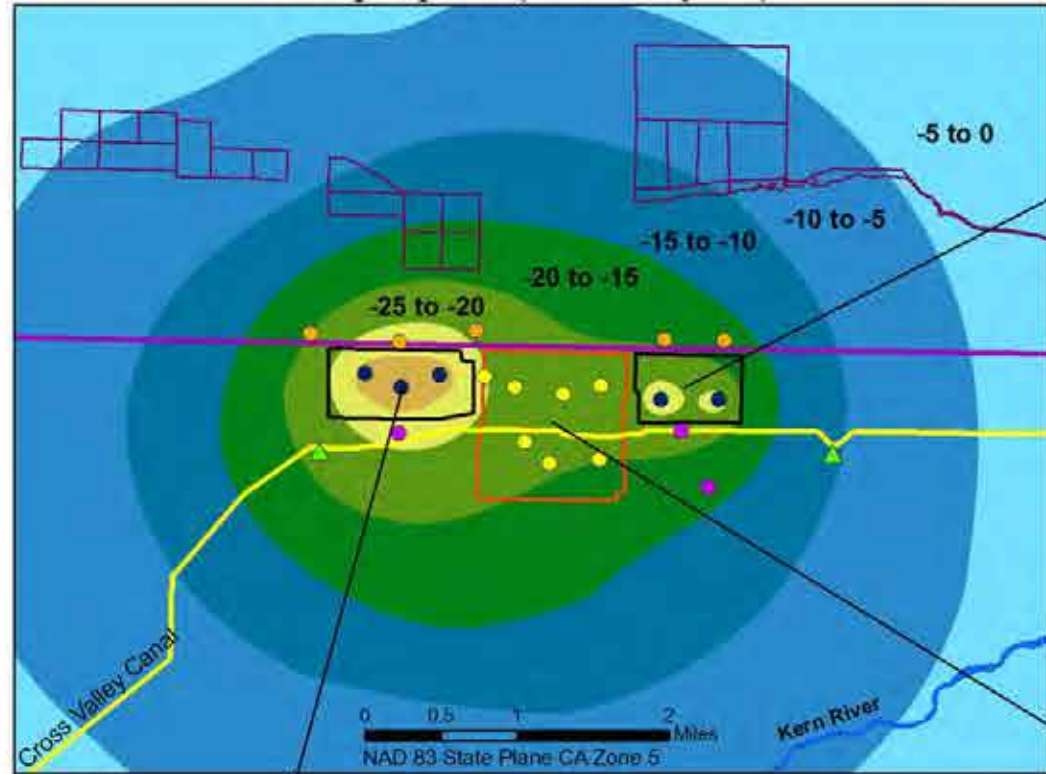 -5 to 0
-10 to -5
-15 to -10
-20 to -15
-25 to -20
Cross Valley Canal
Kern River
0 0.5 1 2
Miles
NAD 83 State Plane CA Zone 5